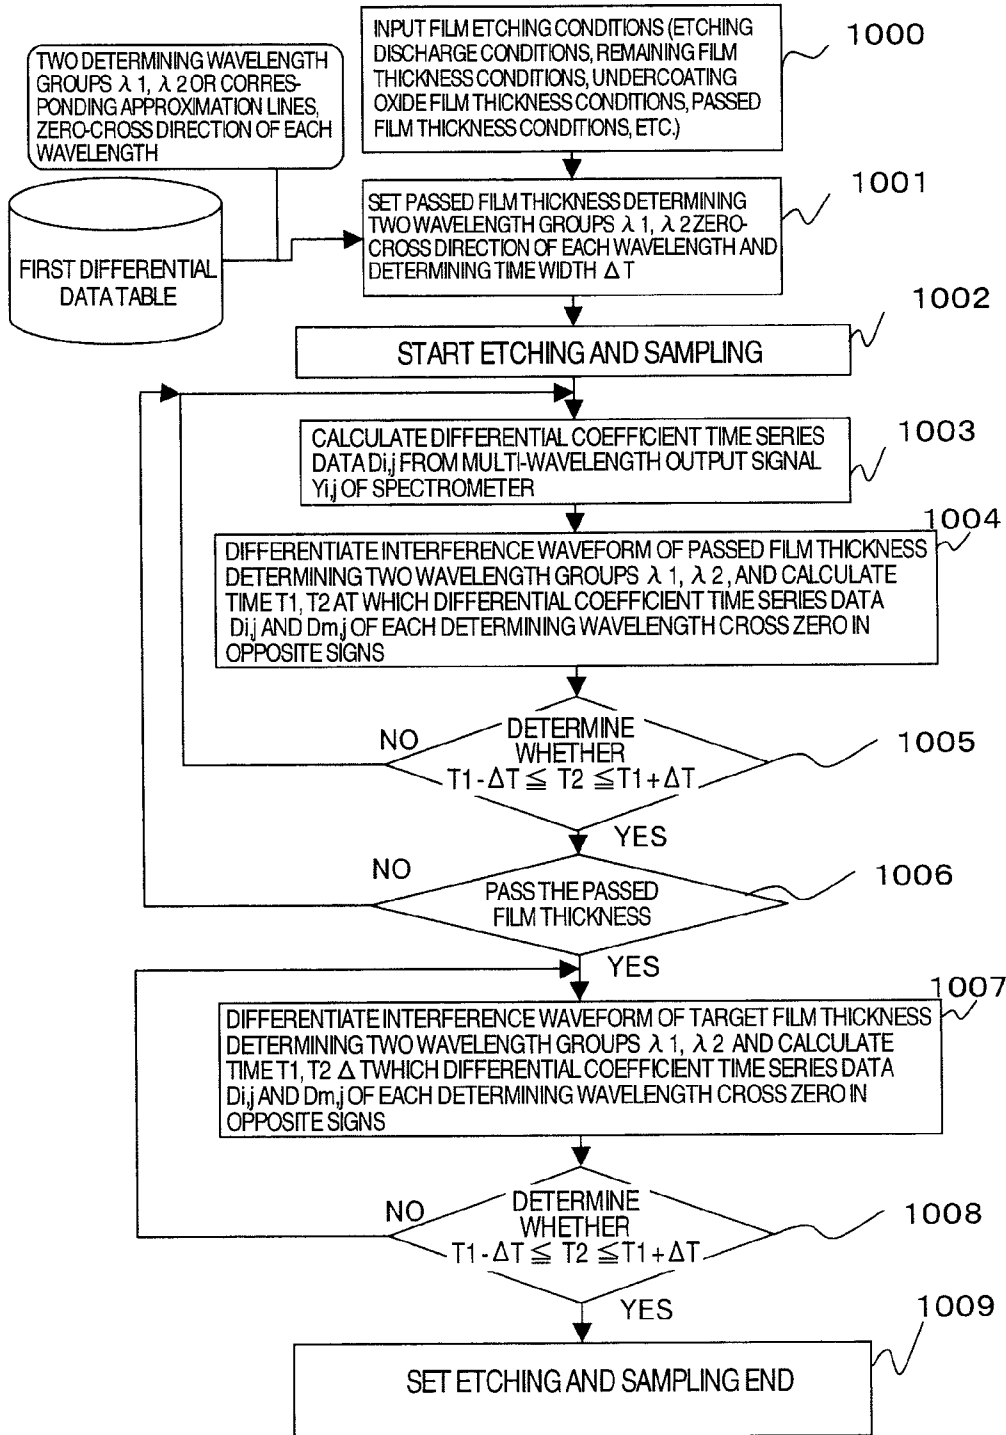 INPUT FILM ETCHING CONDITIONS (ETCHING
DISCHARGE CONDITIONS, REMAINING FILM
THICKNESS CONDITIONS, UNDERCOATING
OXIDE FILM THICKNESS CONDITIONS, PASSED
FILM THICKNESS CONDITIONS, ETC.)
1000
TWO DETERMINING WAVELENGTH
GROUPS λ1, λ2 OR CORRES-
PONDING APPROXIMATION LINES,
ZERO-CROSS DIRECTION OF EACH
WAVELENGTH
FIRST DIFFERENTIAL
DATA TABLE
SET PASSED FILM THICKNESS DETERMINING
TWO WAVELENGTH GROUPS λ1, λ2 ZERO-
CROSS DIRECTION OF EACH WAVELENGTH AND
DETERMINING TIME WIDTH ΔT
1001
START ETCHING AND SAMPLING
1002
CALCULATE DIFFERENTIAL COEFFICIENT TIME SERIES
DATA Di,j FROM MULTI-WAVELENGTH OUTPUT SIGNAL
Yi,j OF SPECTROMETER
1003
DIFFERENTIATE INTERFERENCE WAVEFORM OF PASSED FILM THICKNESS
DETERMINING TWO WAVELENGTH GROUPS λ1, λ2, AND CALCULATE
TIME T1, T2 AT WHICH DIFFERENTIAL COEFFICIENT TIME SERIES DATA
Di,j AND Dm,j OF EACH DETERMINING WAVELENGTH CROSS ZERO IN
OPPOSITE SIGNS
1004
DETERMINE
WHETHER
T1-ΔT ≦ T2 ≦T1+ΔT
NO
YES
1005
PASS THE PASSED
FILM THICKNESS
NO
YES
1006
DIFFERENTIATE INTERFERENCE WAVEFORM OF TARGET FILM THICKNESS
DETERMINING TWO WAVELENGTH GROUPS λ1, λ2 AND CALCULATE
TIME T1, T2 ΔTWHICH DIFFERENTIAL COEFFICIENT TIME SERIES DATA
Di,j AND Dm,j OF EACH DETERMINING WAVELENGTH CROSS ZERO IN
OPPOSITE SIGNS
1007
DETERMINE
WHETHER
T1-ΔT ≦ T2 ≦T1+ΔT
NO
YES
1008
SET ETCHING AND SAMPLING END
1009